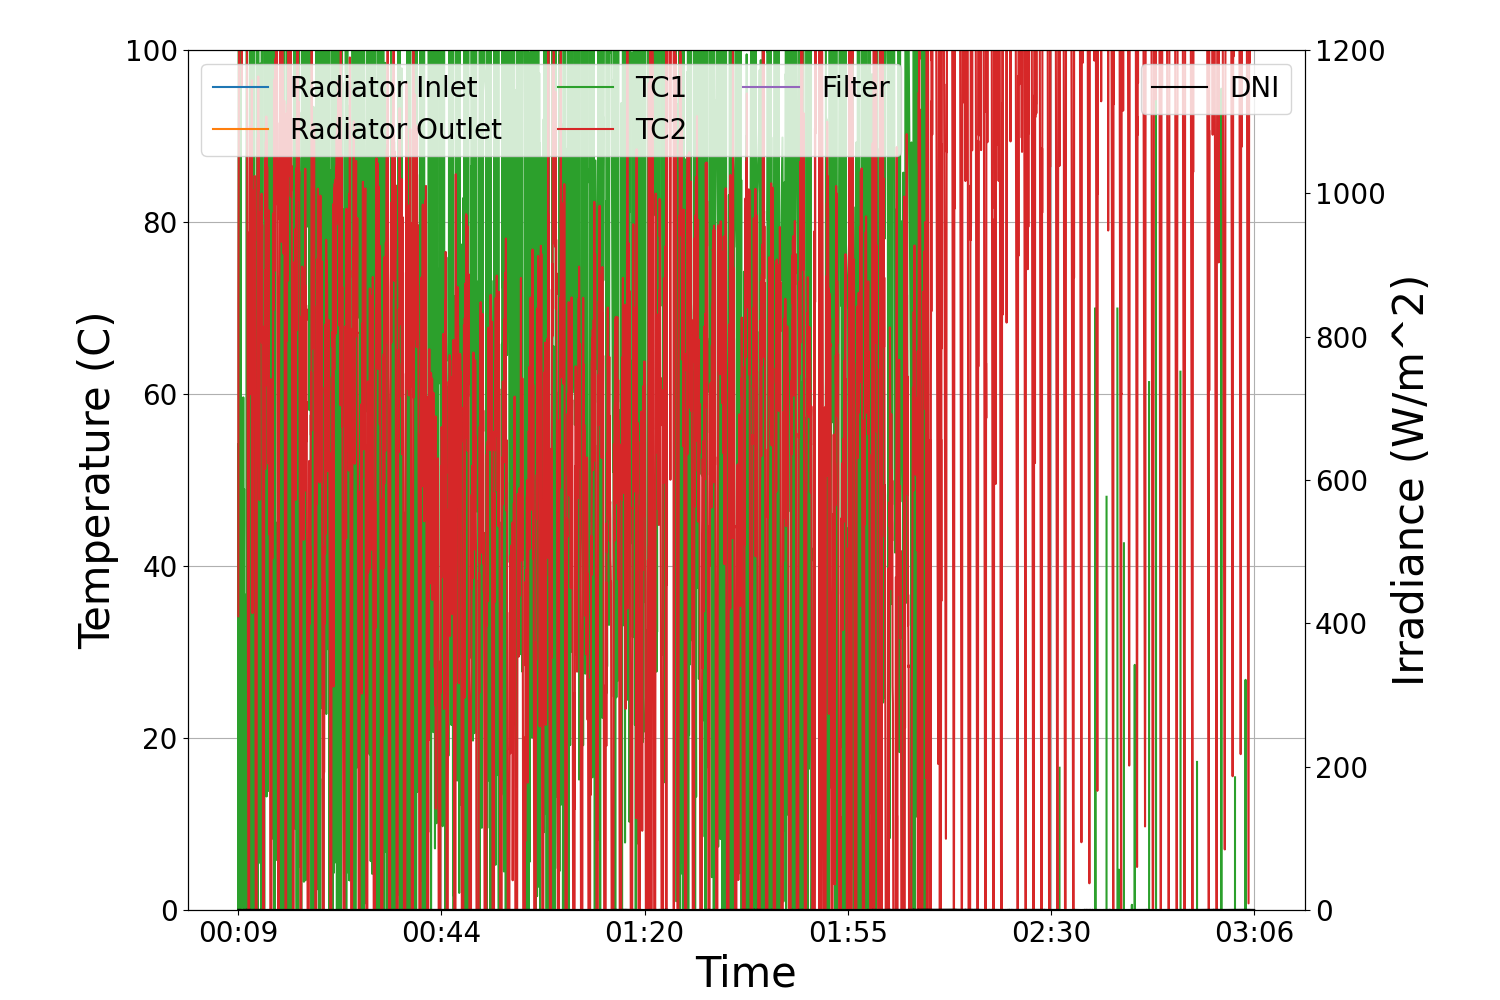 100
80
60
40
20
0
Temperature (C)
Radiator Inlet
Radiator Outlet
TC1
TC2
Filter
DNI
1200
1000
800
600
400
200
0
Irradiance (W/m^2)
00:09
00:44
01:20
01:55
02:30
03:06
Time